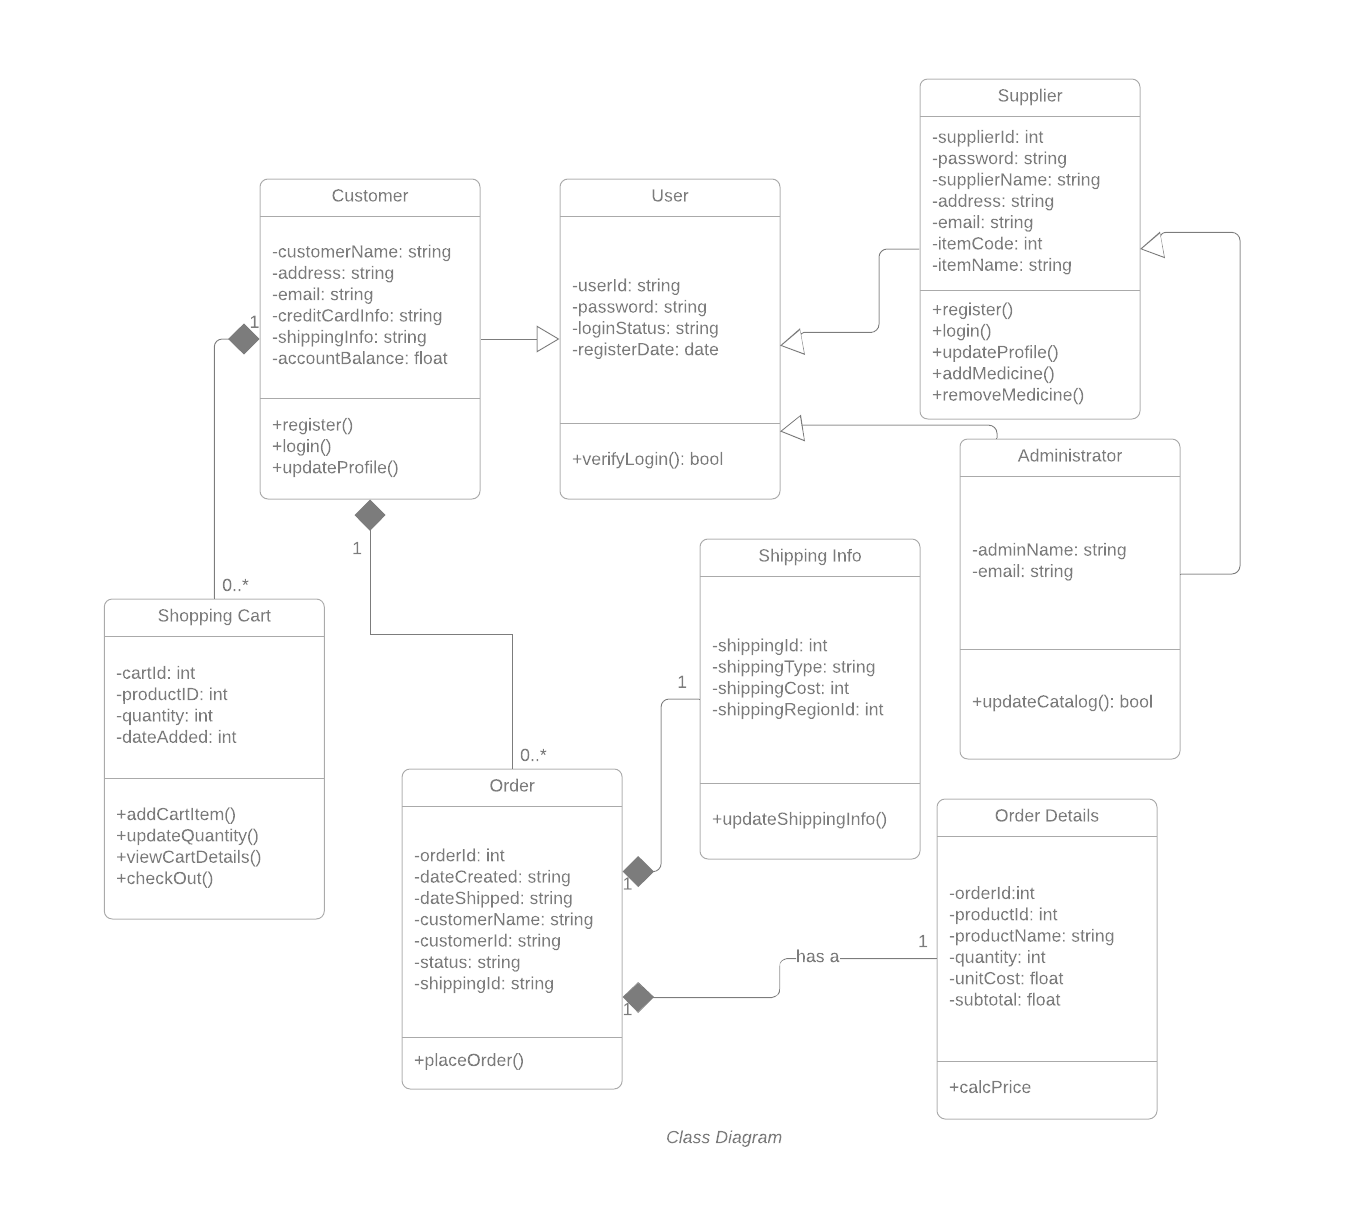 Supplier
-supplierId: int
-password: string
-supplierName: string
-address: string
-email: string
-itemCode: int
-itemName: string
+register()
+login()
+updateProfile()
+addMedicine()
+removeMedicine()
Customer
-customerName: string
-address: string
-email: string
-creditCardInfo: string
-shippingInfo: string
-accountBalance: float
+register()
+login()
+updateProfile()
User
-userId: string
-password: string
-loginStatus: string
-registerDate: date
+verifyLogin(): bool
1
1
0..*
Administrator
-adminName: string
-email: string
+updateCatalog(): bool
Shopping Cart
-cartId: int
-productID: int
-quantity: int
-dateAdded: int
+addCartItem()
+updateQuantity()
+viewCartDetails()
+checkOut()
Shipping Info
-shippingId: int
-shippingType: string
-shippingCost: int
-shippingRegionId: int
+updateShippingInfo()
1
0..*
Order
-orderId: int
-dateCreated: string
-dateShipped: string
-customerName: string
-customerId: string
-status: string
-shippingId: string
+placeOrder()
1
1
has a
1
Order Details
-orderId:int
-productId: int
-productName: string
-quantity: int
-unitCost: float
-subtotal: float
+calcPrice
Class Diagram